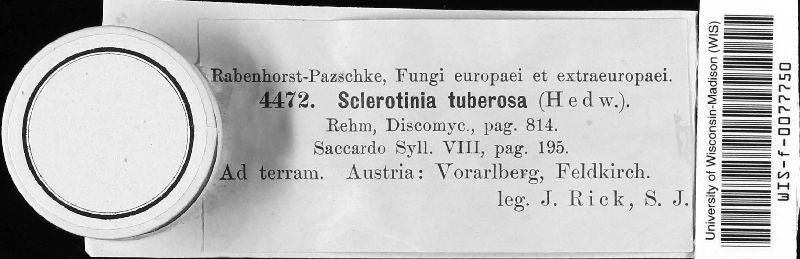 Rabenhorst-Pazschke, Fungi europaei et extraeuropaei.
4472. Sclerotinia tuberosa (Hedw.).
Rehm, Discomyc., pag. 814.
Saccardo Syll. VIII, pag. 195.
Ad terram. Austria: Vorarlberg, Feldkirch.
leg. J. Rick, S. J.
University of Wisconsin-Madison (WIS)
WIS-f-0077750